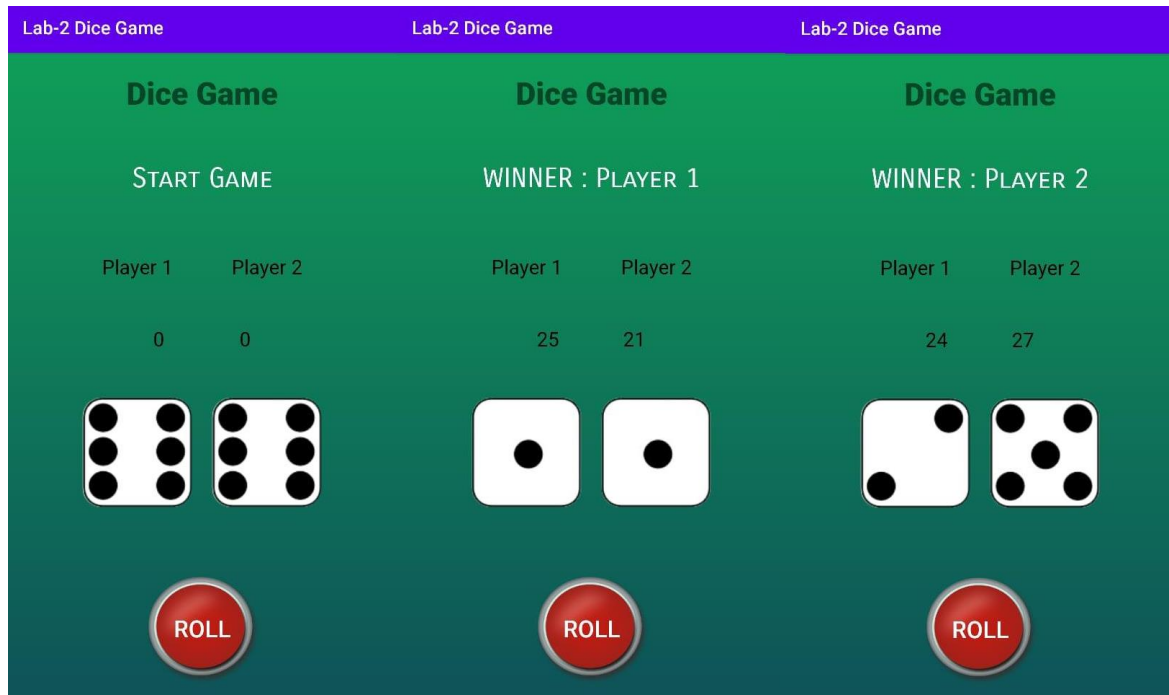 Lab-2 Dice Game
Dice Game
START GAME
Player 1 Player 2
0 0
ROLL
Lab-2 Dice Game
Dice Game
WINNER : PLAYER 1
Player 1 Player 2
25 21
ROLL
Lab-2 Dice Game
Dice Game
WINNER : PLAYER 2
Player 1 Player 2
24 27
ROLL